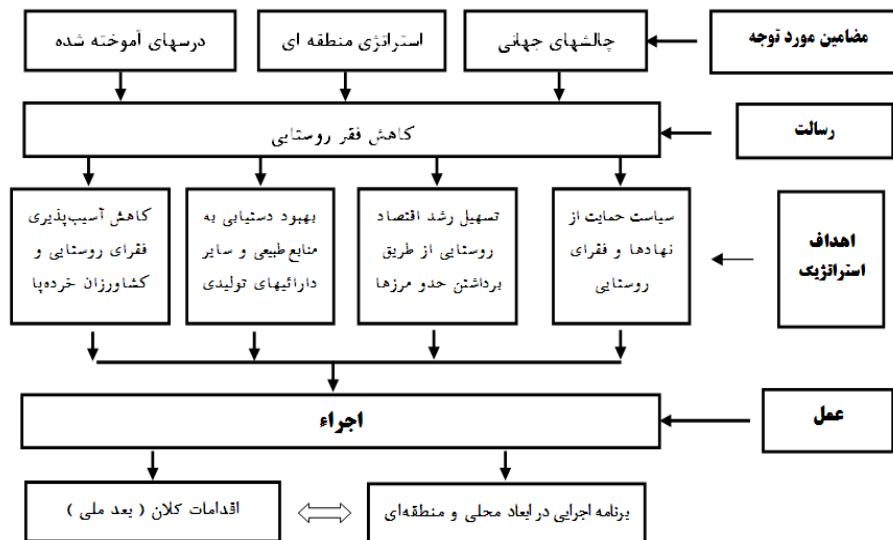 مضامین مورد توجه
چالشهای جهانی
استراتژی منطقه ای
درسهای آموخته شده
رسالت
کاهش فقر روستایی
اهداف
استراتژیک
سیاست حمایت از
نهادها و فقرای
روستایی
تسهیل رشد اقتصاد
روستایی از طریق
برداشتن حدو مرزها
بهبود دستیابی به
منابع طبیعی و سایر
دارائیهای تولیدی
کاهش آسیب‌پذیری
فقرای روستایی و
کشاورزان خرده‌پا
عمل
اجراء
برنامه اجرایی در ابعاد محلی و منطقه‌ای
اقدامات کلان ( بعد ملی )